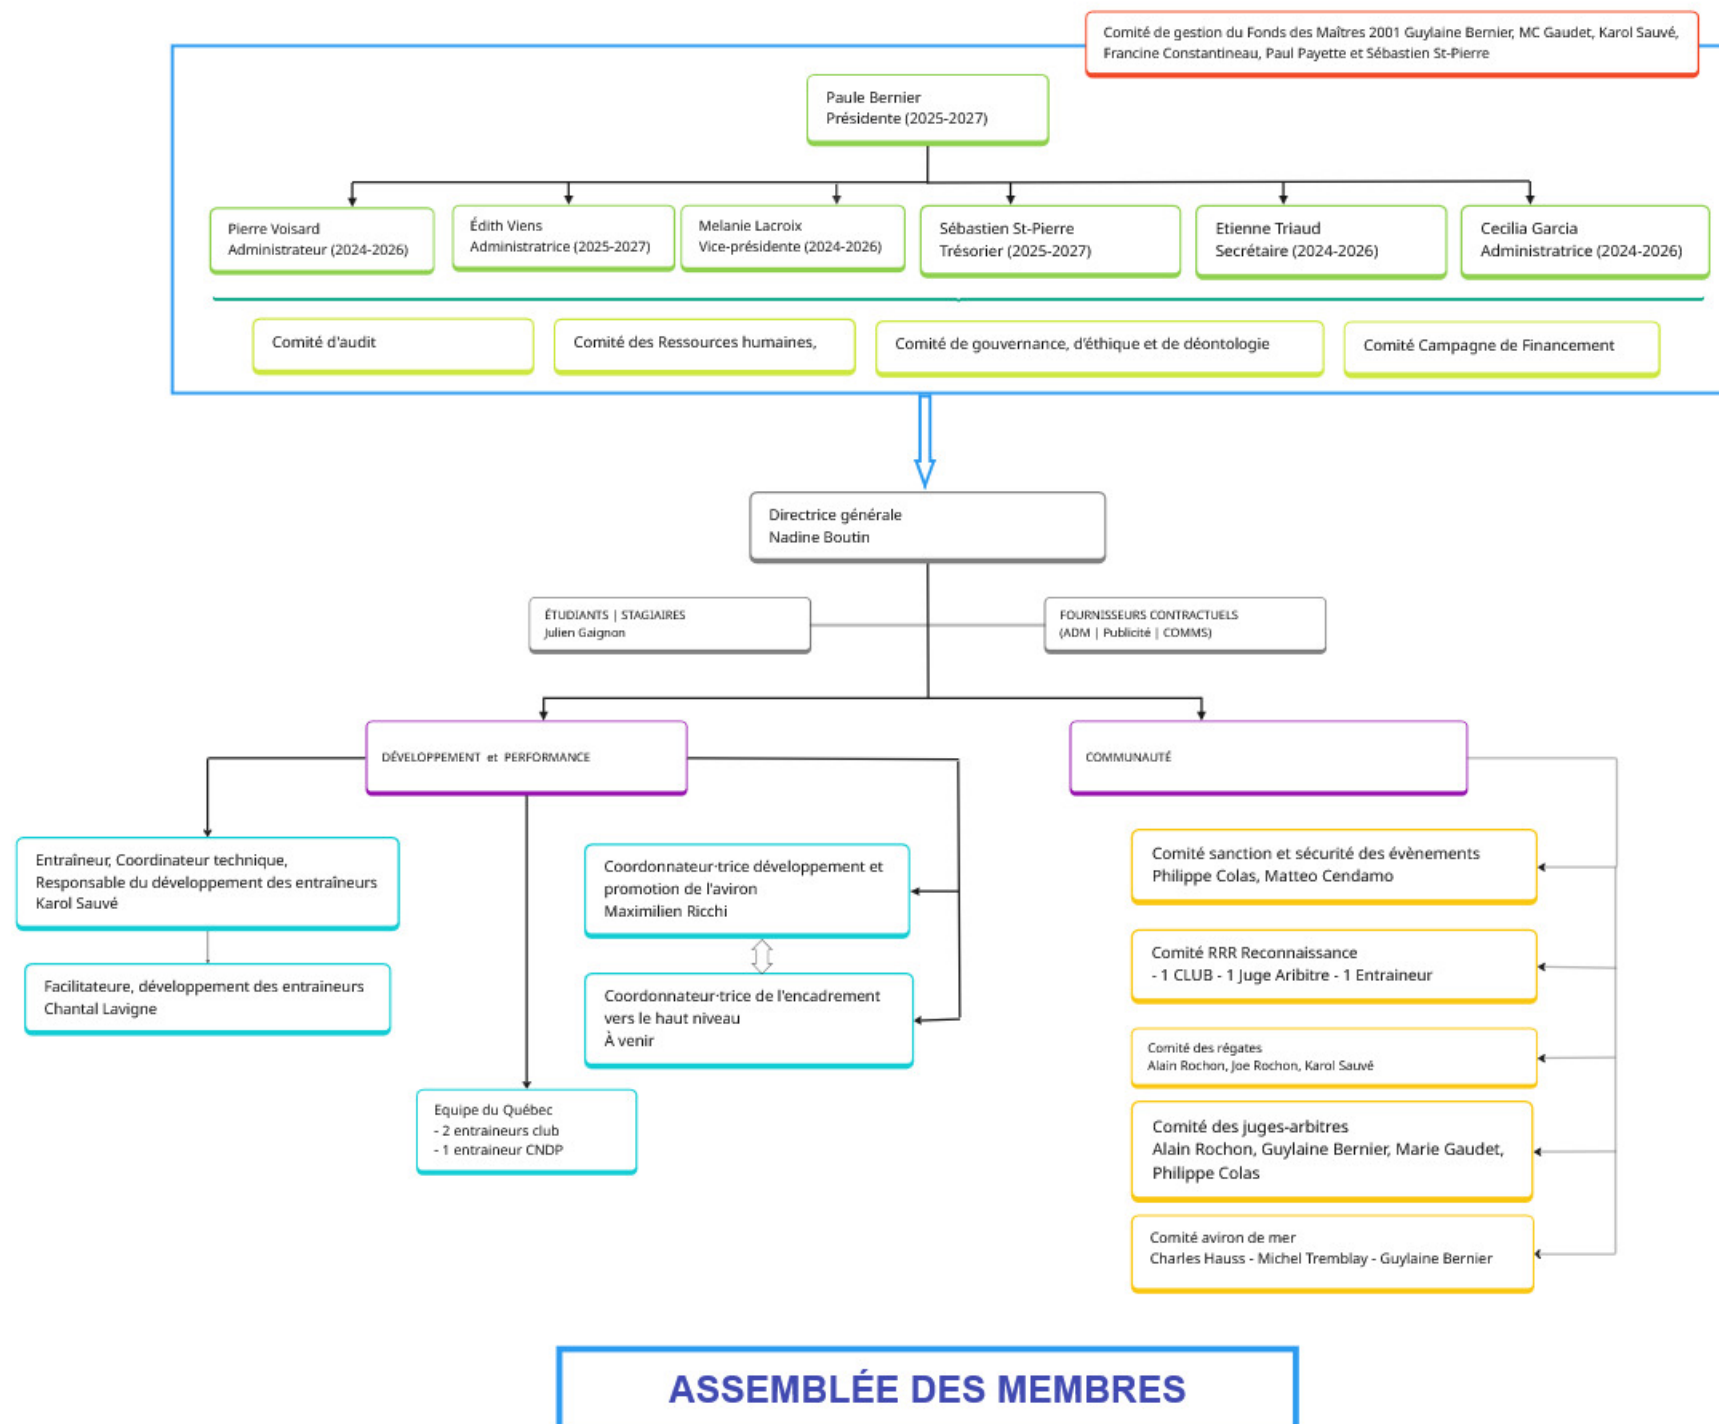 Comité de gestion du Fonds des Maîtres 2001 Guylaine Bernier, MC Gaudet, Karol Sauvé,
Francine Constantineau, Paul Payette et Sébastien St-Pierre
Paule Bernier
Présidente (2025-2027)
Pierre Voisard
Administrateur (2024-2026)
Édith Viens
Administratrice (2025-2027)
Melanie Lacroix
Vice-présidente (2024-2026)
Sébastien St-Pierre
Trésorier (2025-2027)
Etienne Triaud
Secrétaire (2024-2026)
Cecilia Garcia
Administratrice (2024-2026)
Comité d'audit
Comité des Ressources humaines,
Comité de gouvernance, d'éthique et de déontologie
Comité Campagne de Financement
Directrice générale
Nadine Boutin
ÉTUDIANTS | STAGIAIRES
Julien Gaignon
FOURNISSEURS CONTRACTUELS
(ADM | Publicité | COMMS)
DÉVELOPPEMENT et PERFORMANCE
COMMUNAUTÉ
Entraîneur, Coordinateur technique,
Responsable du développement des entraîneurs
Karol Sauvé
Facilitateure, développement des entraineurs
Chantal Lavigne
Coordonnateur·trice développement et
promotion de l'aviron
Maximilien Ricchi
Coordonnateur·trice de l'encadrement
vers le haut niveau
À venir
Equipe du Québec
- 2 entraineurs club
- 1 entraineur CNDP
Comité sanction et sécurité des évènements
Philippe Colas, Matteo Cendamo
Comité RRR Reconnaissance
- 1 CLUB - 1 Juge Aribitre - 1 Entraineur
Comité des régates
Alain Rochon, Joe Rochon, Karol Sauvé
Comité des juges-arbitres
Alain Rochon, Guylaine Bernier, Marie Gaudet,
Philippe Colas
Comité aviron de mer
Charles Hauss - Michel Tremblay - Guylaine Bernier
ASSEMBLÉE DES MEMBRES